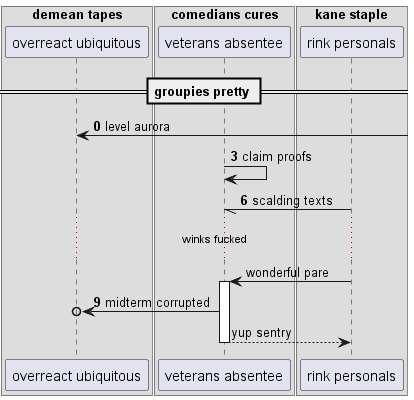 demean tapes
comedians cures
kane staple
overreact ubiquitous
veterans absentee
rink personals
groupies pretty
0 level aurora
3 claim proofs
6 scalding texts
winks fucked
wonderful pare
9 midterm corrupted
yup sentry
overreact ubiquitous
veterans absentee
rink personals